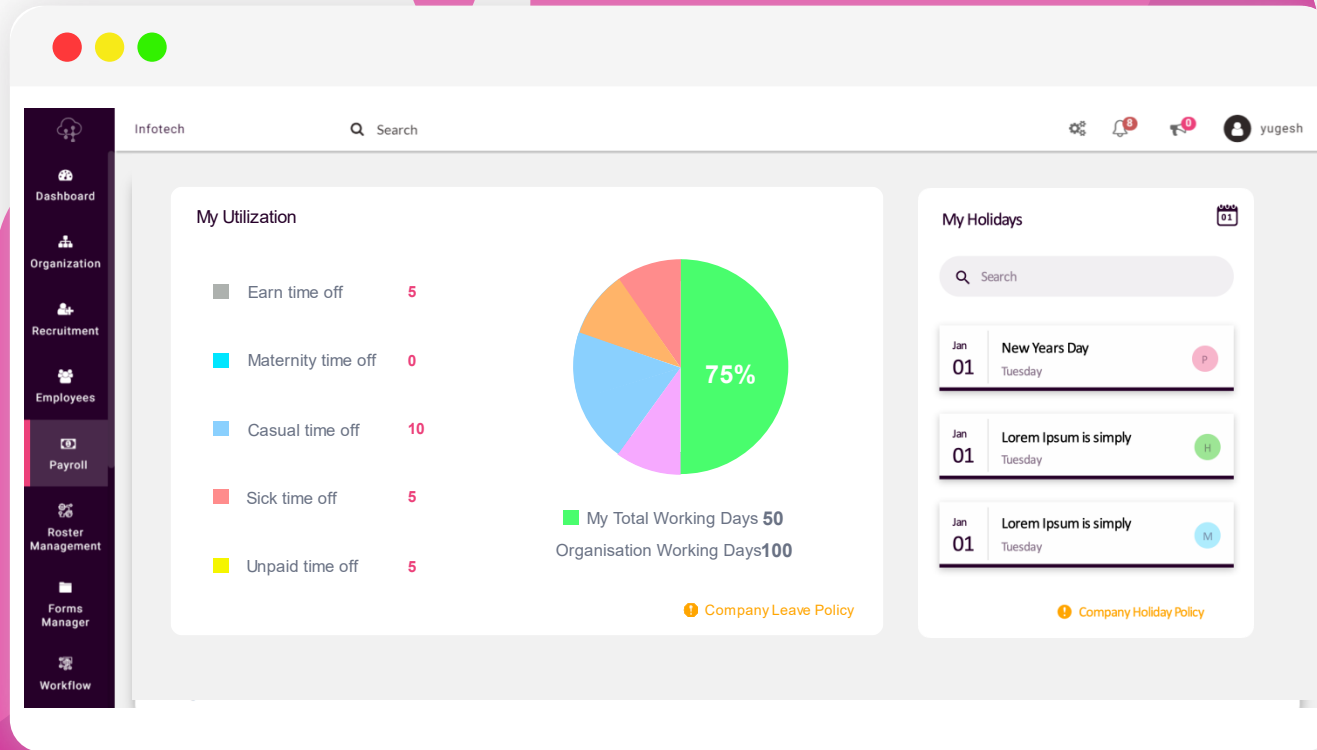 Infotech
Search
8
0
yugesh
Dashboard
Organization
Recruitment
Employees
Payroll
Roster
Management
Forms
Manager
Workflow
My Utilization
Earn time off 5
Maternity time off 0
Casual time off 10
Sick time off 5
Unpaid time off 5
75%
My Total Working Days 50
Organisation Working Days100
Company Leave Policy
My Holidays
01
Search
Jan
01
New Years Day
Tuesday
P
Jan
01
Lorem Ipsum is simply
Tuesday
H
Jan
01
Lorem Ipsum is simply
Tuesday
M
Company Holiday Policy